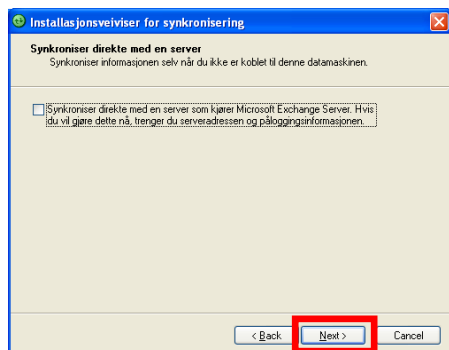 Installasjonsveiviser for synkronisering
Synkroniser direkte med en server
Synkroniser informasjonen selv når du ikke er koblet til denne datamaskinen.
Synkroniser direkte med en server som kjører Microsoft Exchange Server. Hvis
du vil gjøre dette nå, trenger du serveradressen og påloggingsinformasjonen.
< Back
Next >
Cancel